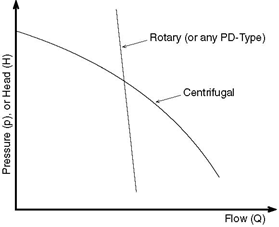 Rotary (or any PD-Type)
Centrifugal
Pressure (p), or Head (H)
Flow (Q)